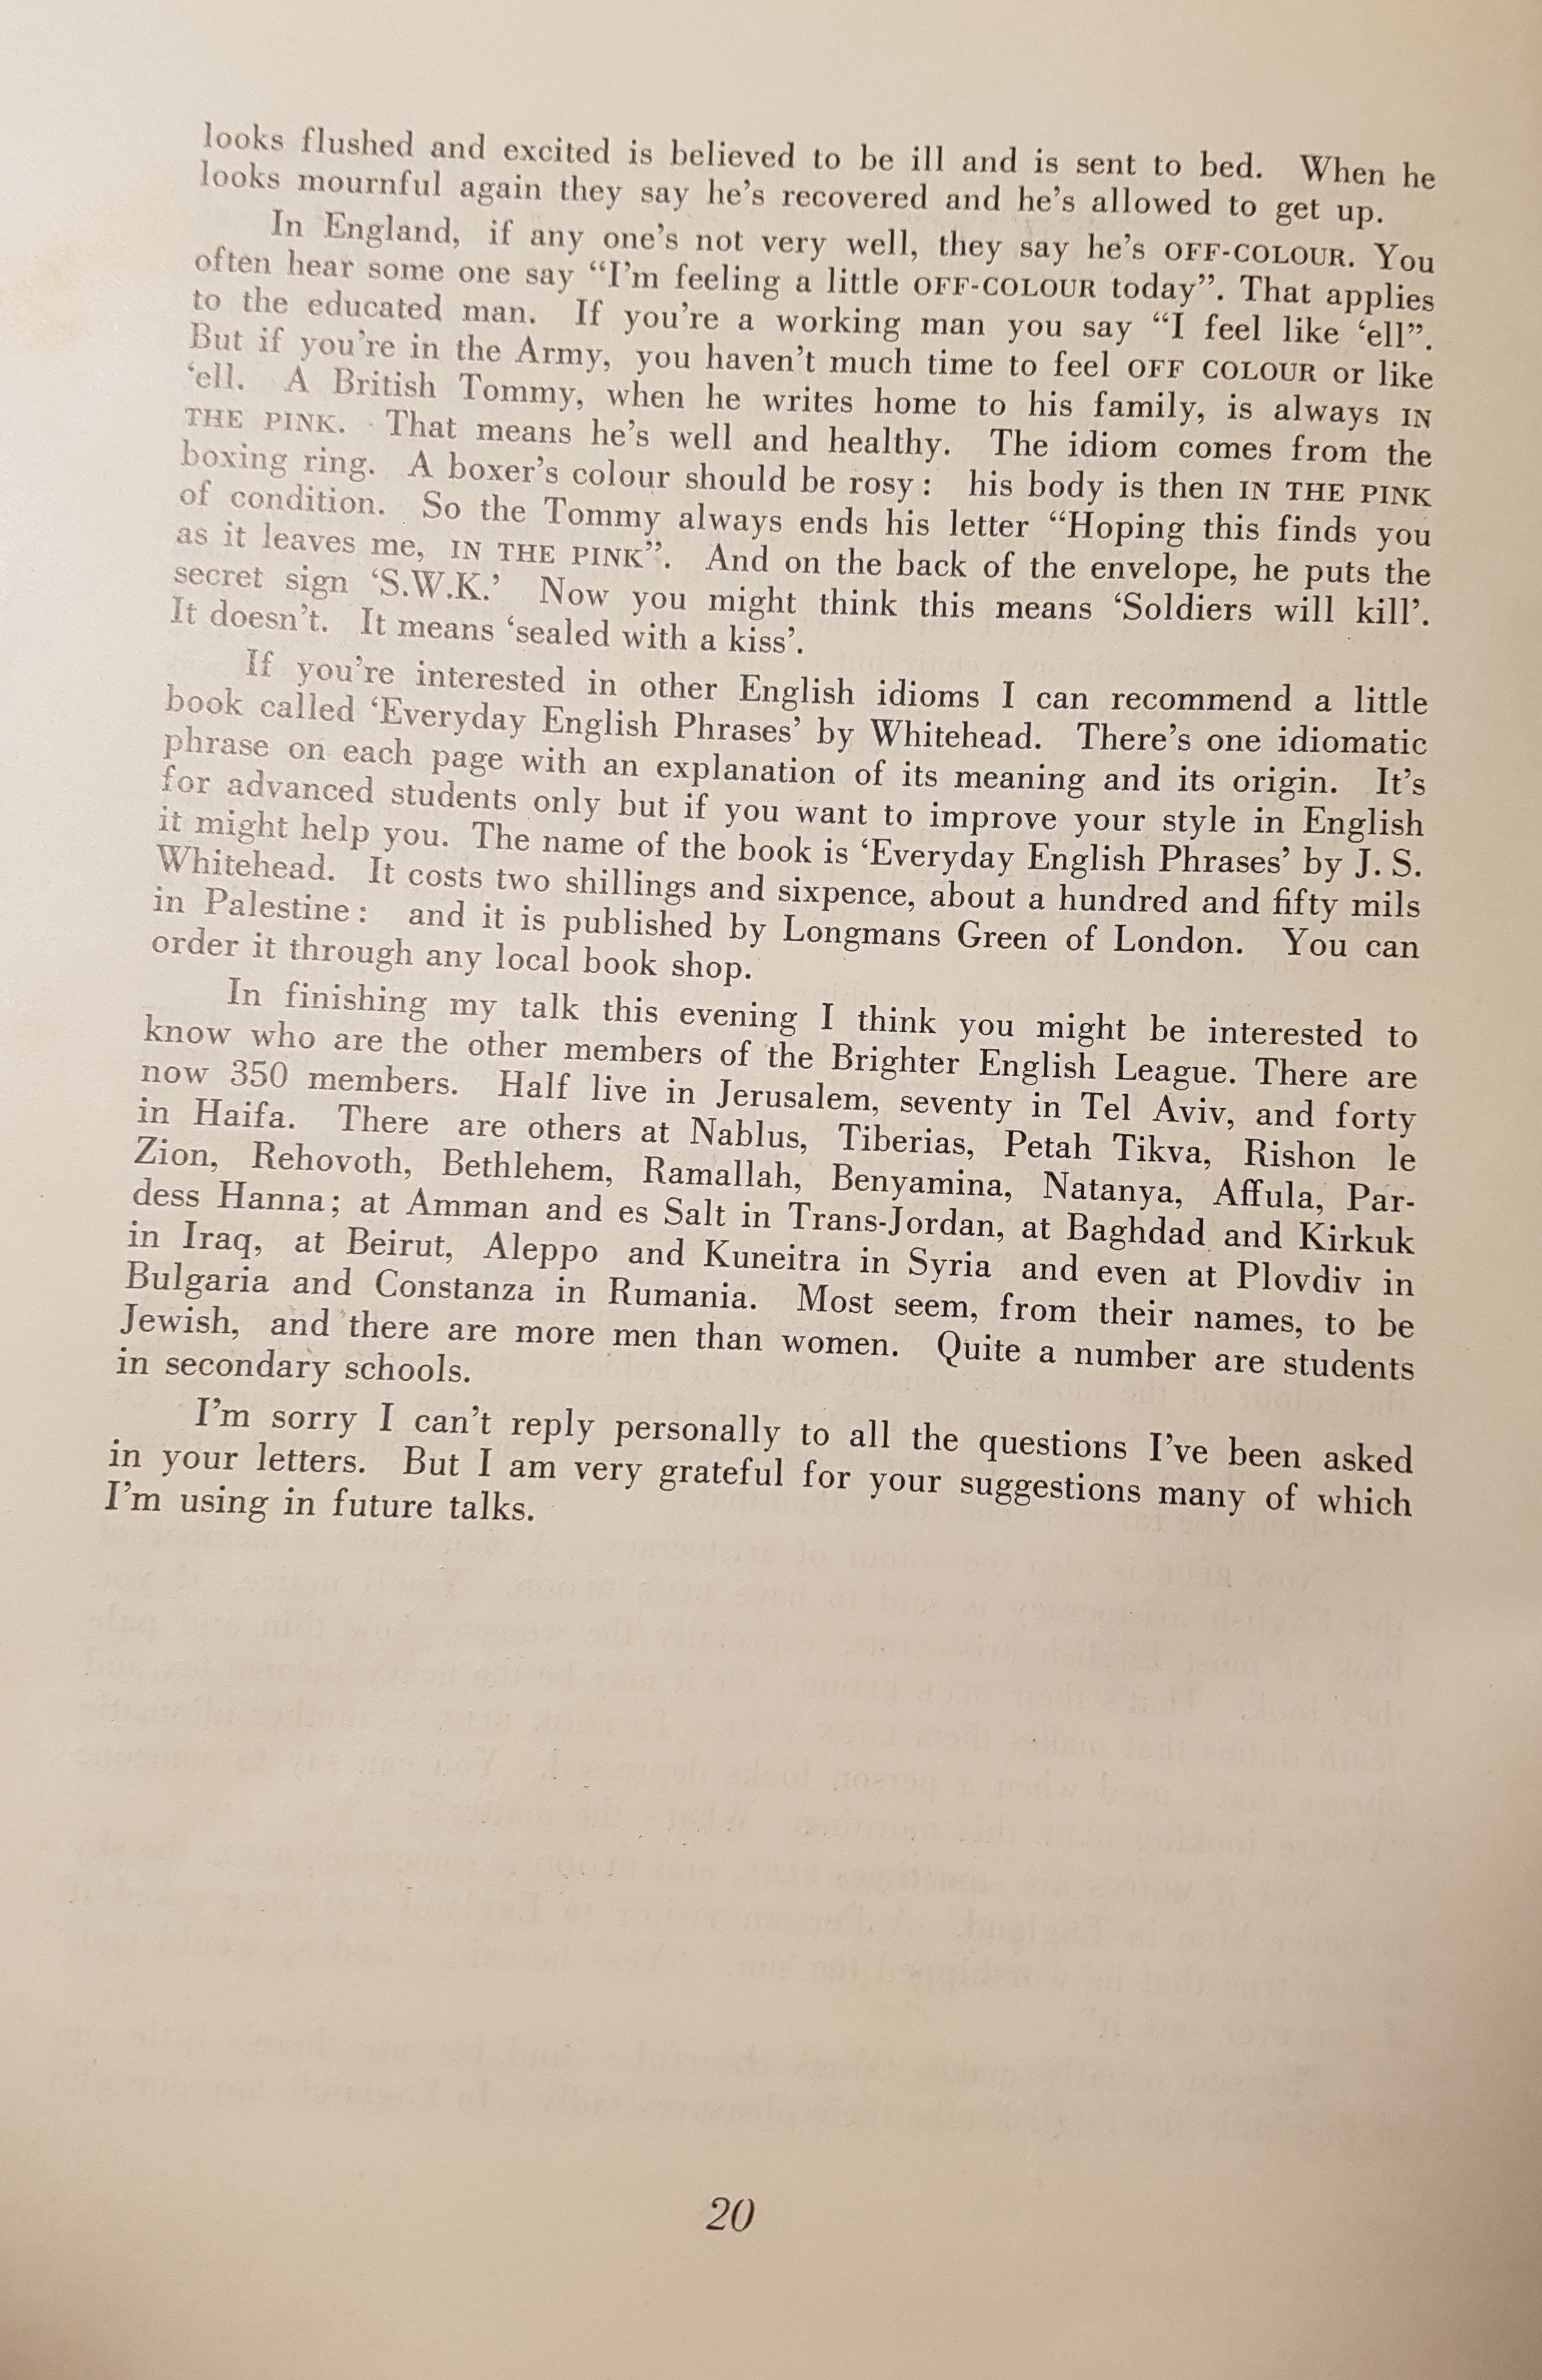 looks flushed and excited is believed to be ill and is sent to bed. When he
looks mournful again they say he's recovered and he's allowed to get up.
In England, if any one's not very well, they say he's OFF-COLOUR. You
often hear some one say “I'm feeling a little OFF-COLOUR today”. That applies
to the educated man. If you're a working man you say “I feel like ‘ell”.
But if you're in the Army, you haven't much time to feel OFF COLOUR or like
‘ell. A British Tommy, when he writes home to his family, is always IN
THE PINK. That means he's well and healthy. The idiom comes from the
boxing ring. A boxer's colour should be rosy: his body is then IN THE PINK
of condition. So the Tommy always ends his letter “Hoping this finds you
as it leaves me, IN THE PINK”. And on the back of the envelope, he puts the
secret sign ‘S.W.K.’ Now you might think this means ‘Soldiers will kill’.
It doesn't. It means ‘sealed with a kiss’.
If you're interested in other English idioms I can recommend a little
book called ‘Everyday English Phrases’ by Whitehead. There's one idiomatic
phrase on each page with an explanation of its meaning and its origin. It's
for advanced students only but if you want to improve your style in English
it might help you. The name of the book is ‘Everyday English Phrases’ by J. S.
Whitehead. It costs two shillings and sixpence, about a hundred and fifty mils
in Palestine: and it is published by Longmans Green of London. You can
order it through any local book shop.
In finishing my talk this evening I think you might be interested to
know who are the other members of the Brighter English League. There are
now 350 members. Half live in Jerusalem, seventy in Tel Aviv, and forty
in Haifa. There are others at Nablus, Tiberias, Petah Tikva, Rishon le
Zion, Rehovoth, Bethlehem, Ramallah, Benyamina, Natanya, Affula, Par-
dess Hanna; at Amman and es Salt in Trans-Jordan, at Baghdad and Kirkuk
in Iraq, at Beirut, Aleppo and Kuneitra in Syria and even at Plovdiv in
Bulgaria and Constanza in Rumania. Most seem, from their names, to be
Jewish, and there are more men than women. Quite a number are students
in secondary schools.
I'm sorry I can't reply personally to all the questions I've been asked
in your letters. But I am very grateful for your suggestions many of which
I'm using in future talks.
20